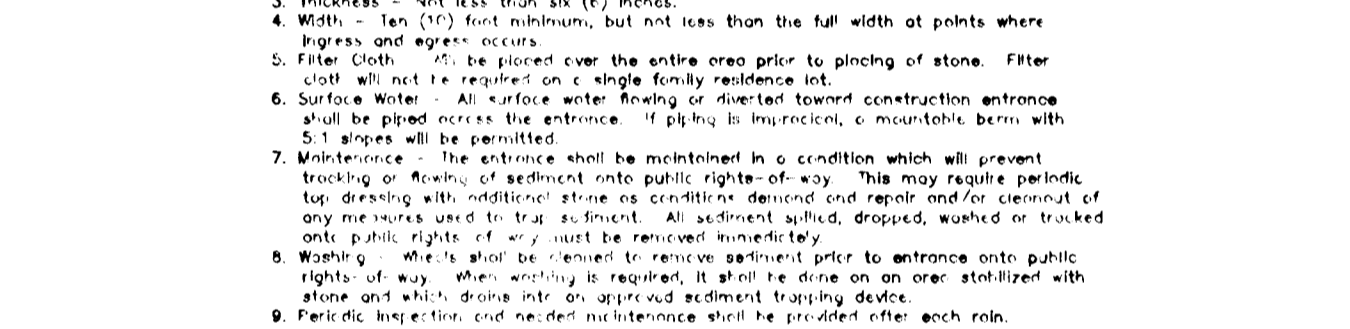 3. Thickness - Not less than six (6) inches.
4. Width - Ten (10) foot minimum, but not less than the full width at points where
ingress and egress occurs.
5. Filter Cloth be placed over the entire area prior to placing of stone. Filter
cloth will not be required on a single family residence lot.
6. Surface Water - All surface water flowing or diverted toward construction entrance
shall be piped across the entrance. If piping is impracical, a mountable berm with
5:1 slopes will be permitted.
7. Maintenance - The entrance shall be maintained in a condition which will prevent
tracking or flowing of sediment onto public rights-of-way. This may require periodic
top dressing with additional stone as conditions demand and repair and/or cleanout of
any measures used to trap sediment. All sediment spilled, dropped, washed or tracked
onto public rights of way must be removed immediately.
8. Washing - Wheels shall be cleaned to remove sediment prior to entrance onto public
rights-of-way. When washing is required, it shall be done on an area stabilized with
stone and which drains into an approved sediment trapping device.
9. Periodic inspection and needed maintenance shall be provided after each rain.